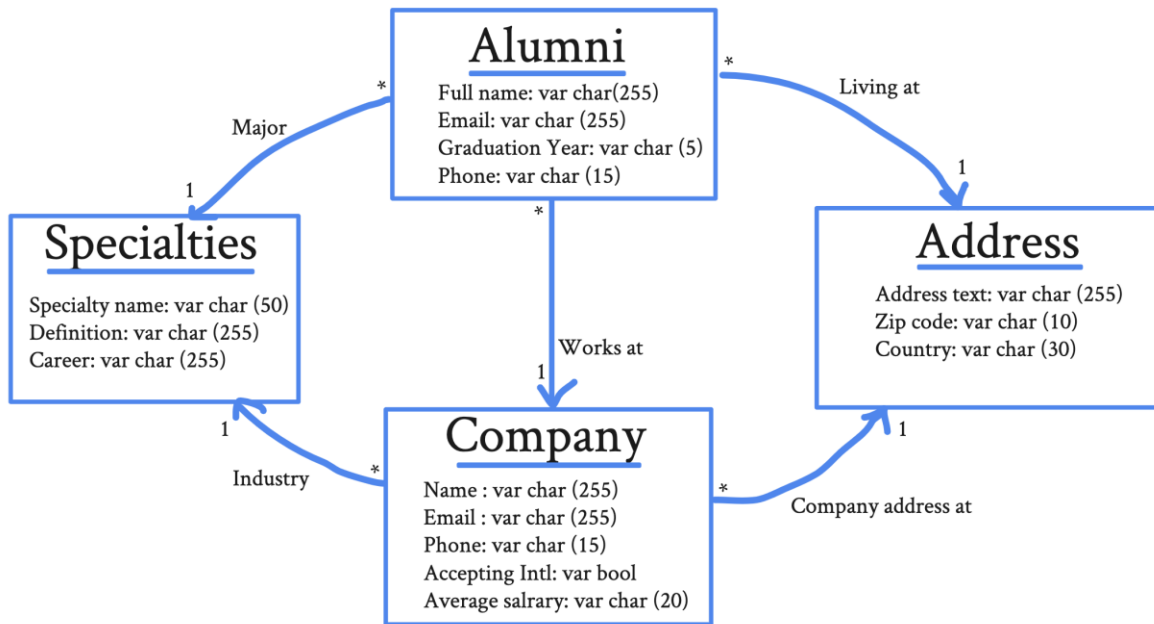 Alumni
Full name: var char(255)
Email: var char (255)
Graduation Year: var char (5)
Phone: var char (15)
*
*
*
Major
Living at
1
1
Specialties
Specialty name: var char (50)
Definition: var char (255)
Career: var char (255)
Address
Address text: var char (255)
Zip code: var char (10)
Country: var char (30)
Works at
1
1
1
Industry
*
*
Company address at
Company
Name : var char (255)
Email : var char (255)
Phone: var char (15)
Accepting Intl: var bool
Average salrary: var char (20)